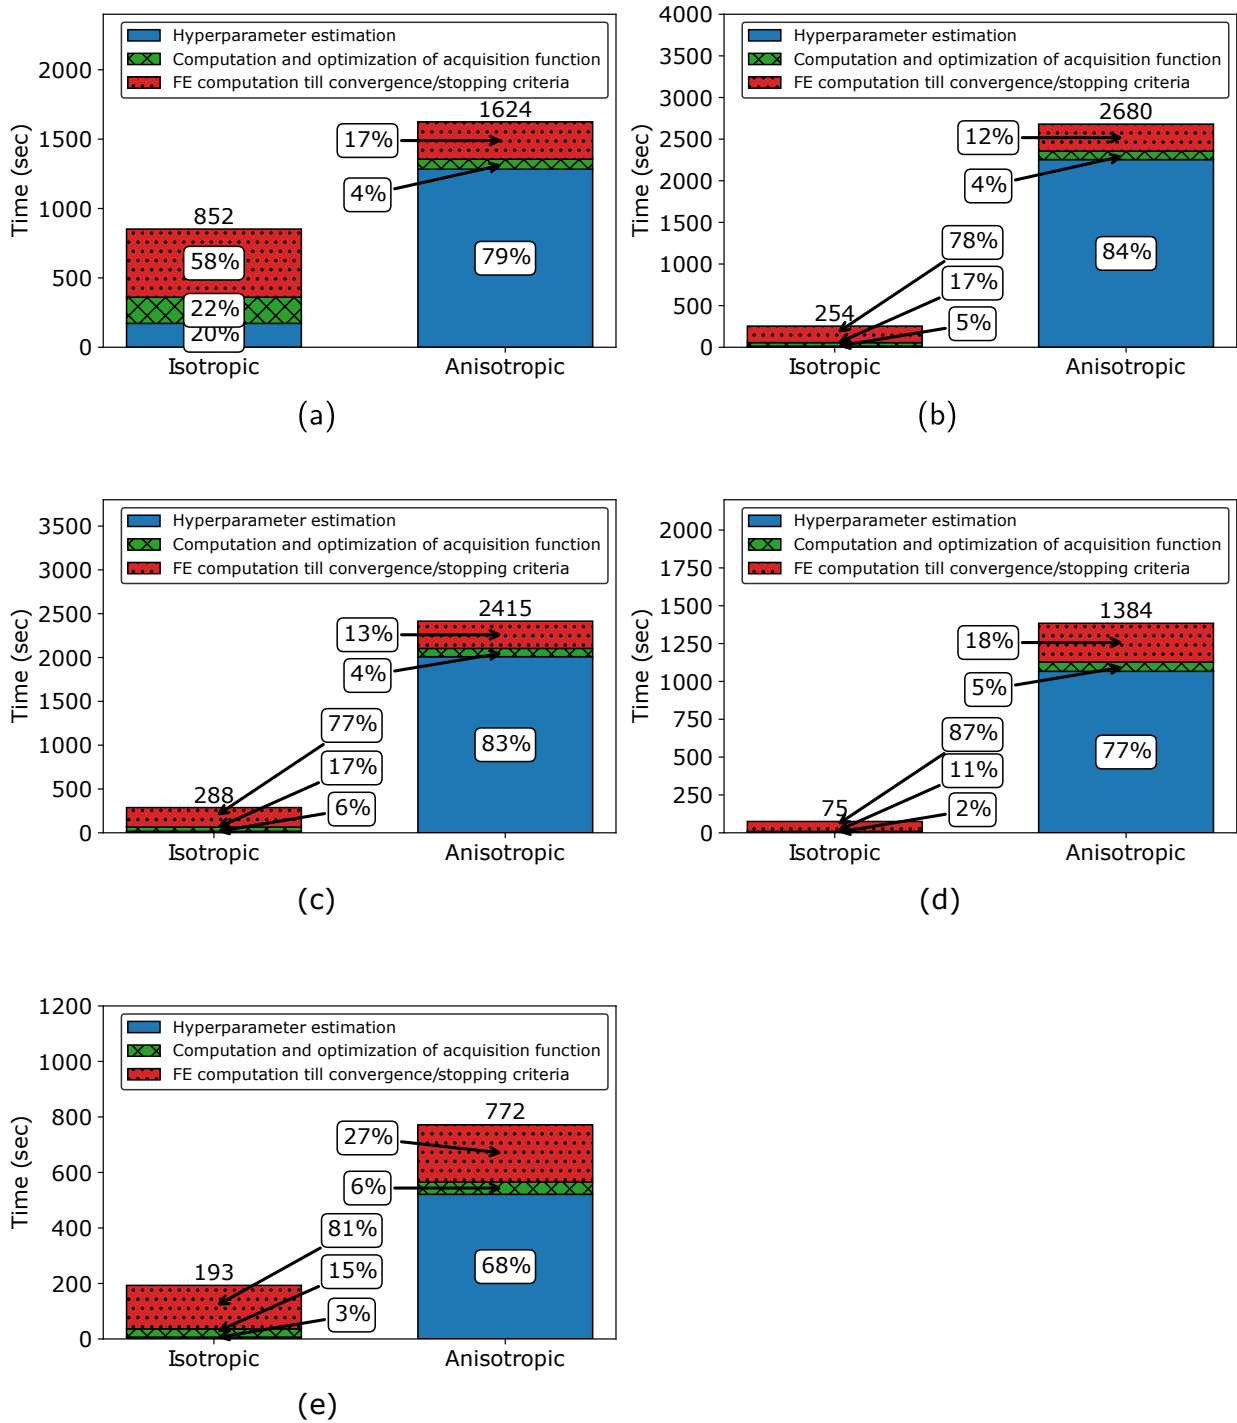 Hyperparameter estimation
Computation and optimization of acquisition function
FE computation till convergence/stopping criteria
Time (sec)
2000
1500
1000
500
0
852
58%
22%
20%
1624
17%
4%
79%
Isotropic
Anisotropic
(a)
Hyperparameter estimation
Computation and optimization of acquisition function
FE computation till convergence/stopping criteria
Time (sec)
4000
3500
3000
2500
2000
1500
1000
500
0
254
78%
17%
5%
2680
12%
4%
84%
Isotropic
Anisotropic
(b)
Hyperparameter estimation
Computation and optimization of acquisition function
FE computation till convergence/stopping criteria
Time (sec)
3500
3000
2500
2000
1500
1000
500
0
288
77%
17%
6%
2415
13%
4%
83%
Isotropic
Anisotropic
(c)
Hyperparameter estimation
Computation and optimization of acquisition function
FE computation till convergence/stopping criteria
Time (sec)
2000
1750
1500
1250
1000
750
500
250
0
75
87%
11%
2%
1384
18%
5%
77%
Isotropic
Anisotropic
(d)
Hyperparameter estimation
Computation and optimization of acquisition function
FE computation till convergence/stopping criteria
Time (sec)
1200
1000
800
600
400
200
0
193
81%
15%
3%
772
27%
6%
68%
Isotropic
Anisotropic
(e)